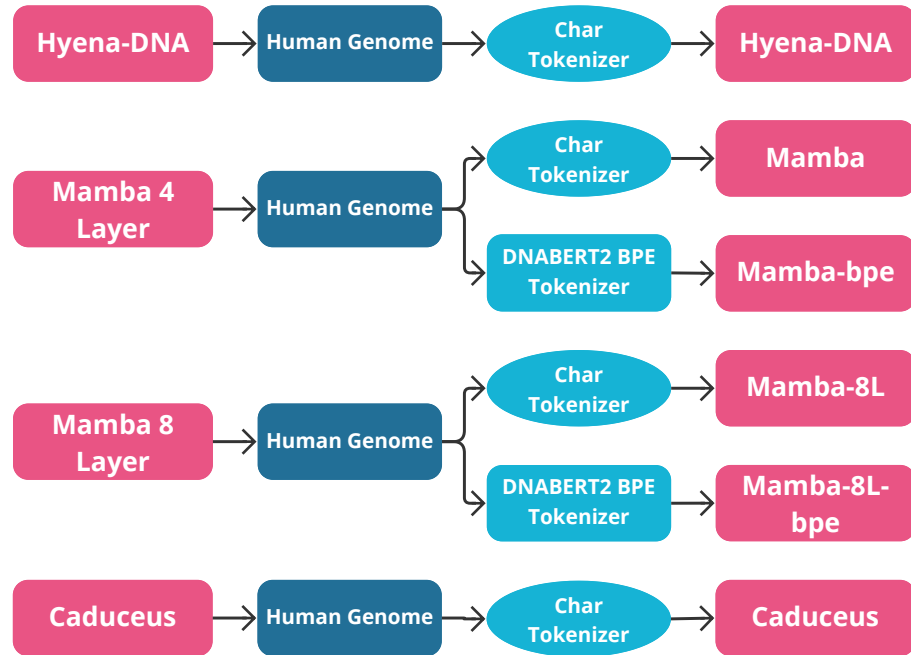 Hyena-DNA
Human Genome
Char
Tokenizer
Hyena-DNA
Mamba 4
Layer
Human Genome
Char
Tokenizer
Mamba
DNABERT2 BPE
Tokenizer
Mamba-bpe
Mamba 8
Layer
Human Genome
Char
Tokenizer
Mamba-8L
DNABERT2 BPE
Tokenizer
Mamba-8L-
bpe
Caduceus
Human Genome
Char
Tokenizer
Caduceus